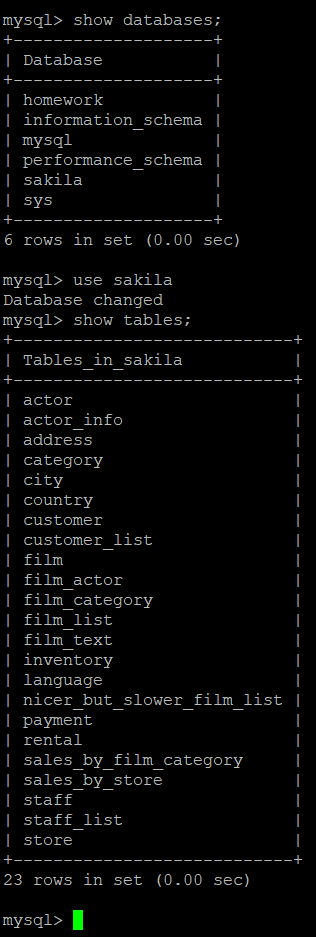 mysql> show databases;
+--------------------+
| Database           |
+--------------------+
| homework           |
| information_schema |
| mysql              |
| performance_schema |
| sakila             |
| sys                |
+--------------------+
6 rows in set (0.00 sec)

mysql> use sakila
Database changed
mysql> show tables;
+----------------------------+
| Tables_in_sakila           |
+----------------------------+
| actor                      |
| actor_info                 |
| address                    |
| category                   |
| city                       |
| country                    |
| customer                   |
| customer_list              |
| film                       |
| film_actor                 |
| film_category              |
| film_list                  |
| film_text                  |
| inventory                  |
| language                   |
| nicer_but_slower_film_list |
| payment                    |
| rental                     |
| sales_by_film_category     |
| sales_by_store             |
| staff                      |
| staff_list                 |
| store                      |
+----------------------------+
23 rows in set (0.00 sec)

mysql>